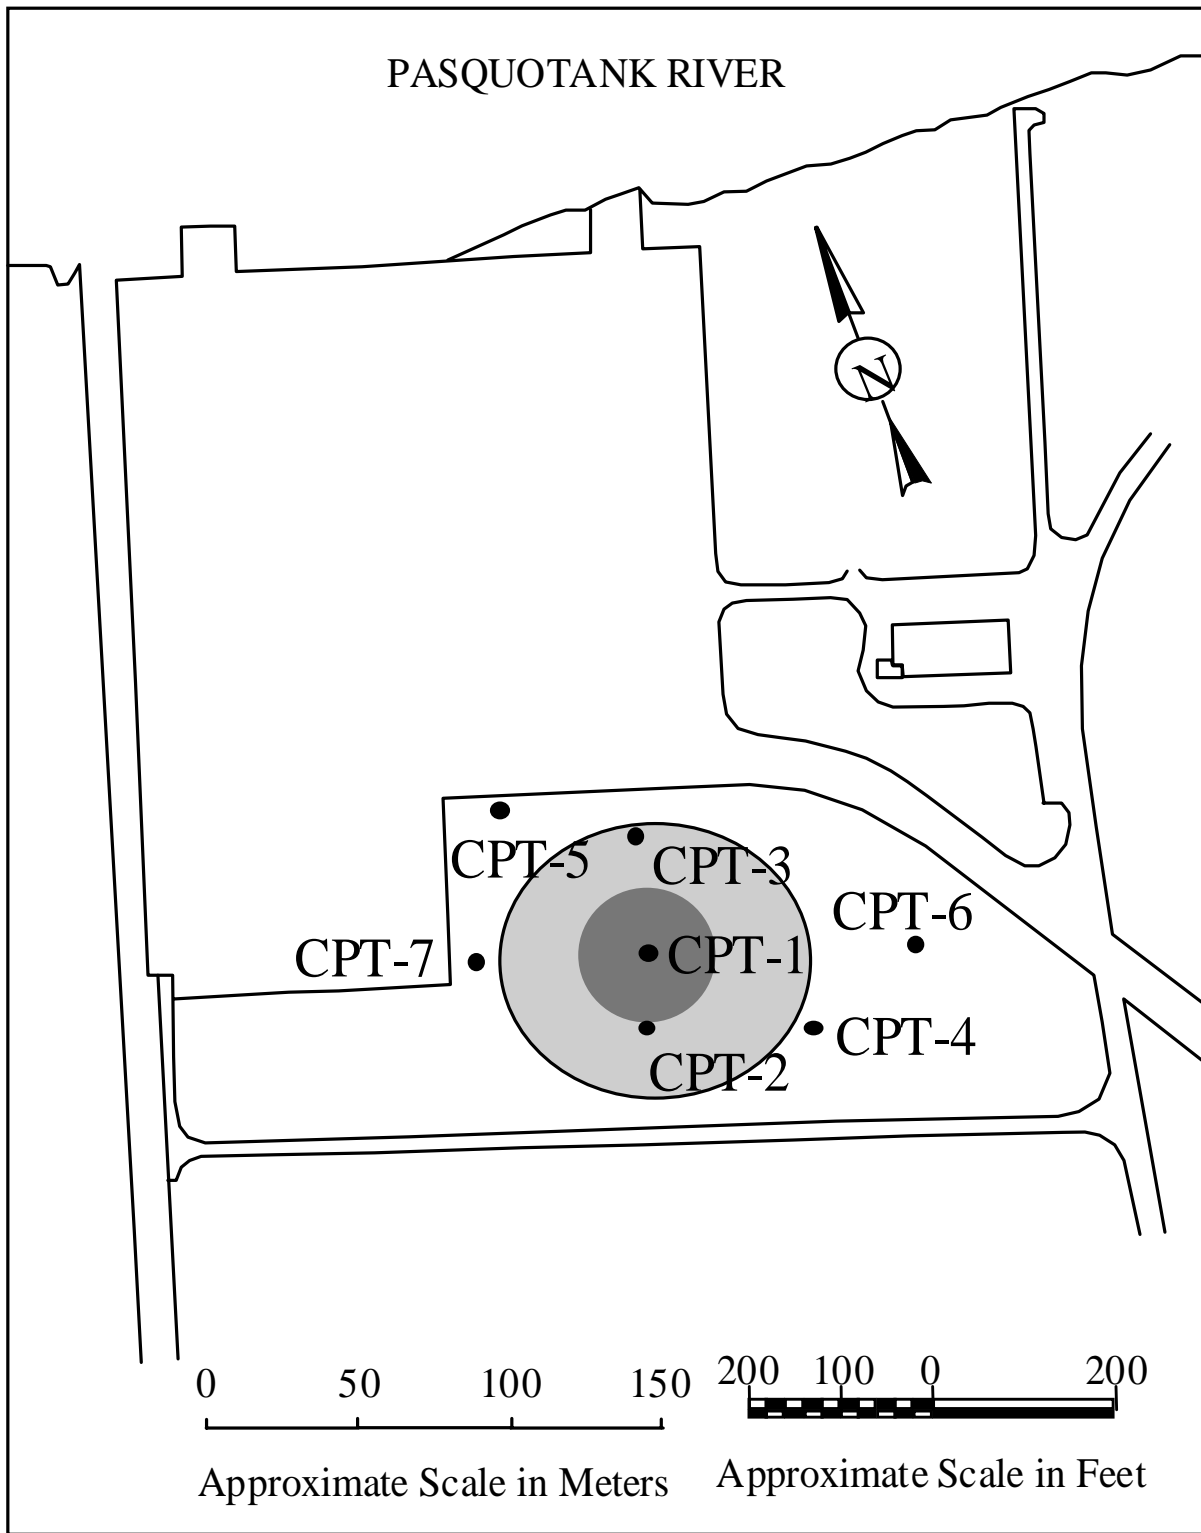 PASQUOTANK RIVER
N
CPT-5
CPT-3
CPT-6
CPT-7
CPT-1
CPT-4
CPT-2
0 50 100 150
200 100 0 200
Approximate Scale in Meters
Approximate Scale in Feet